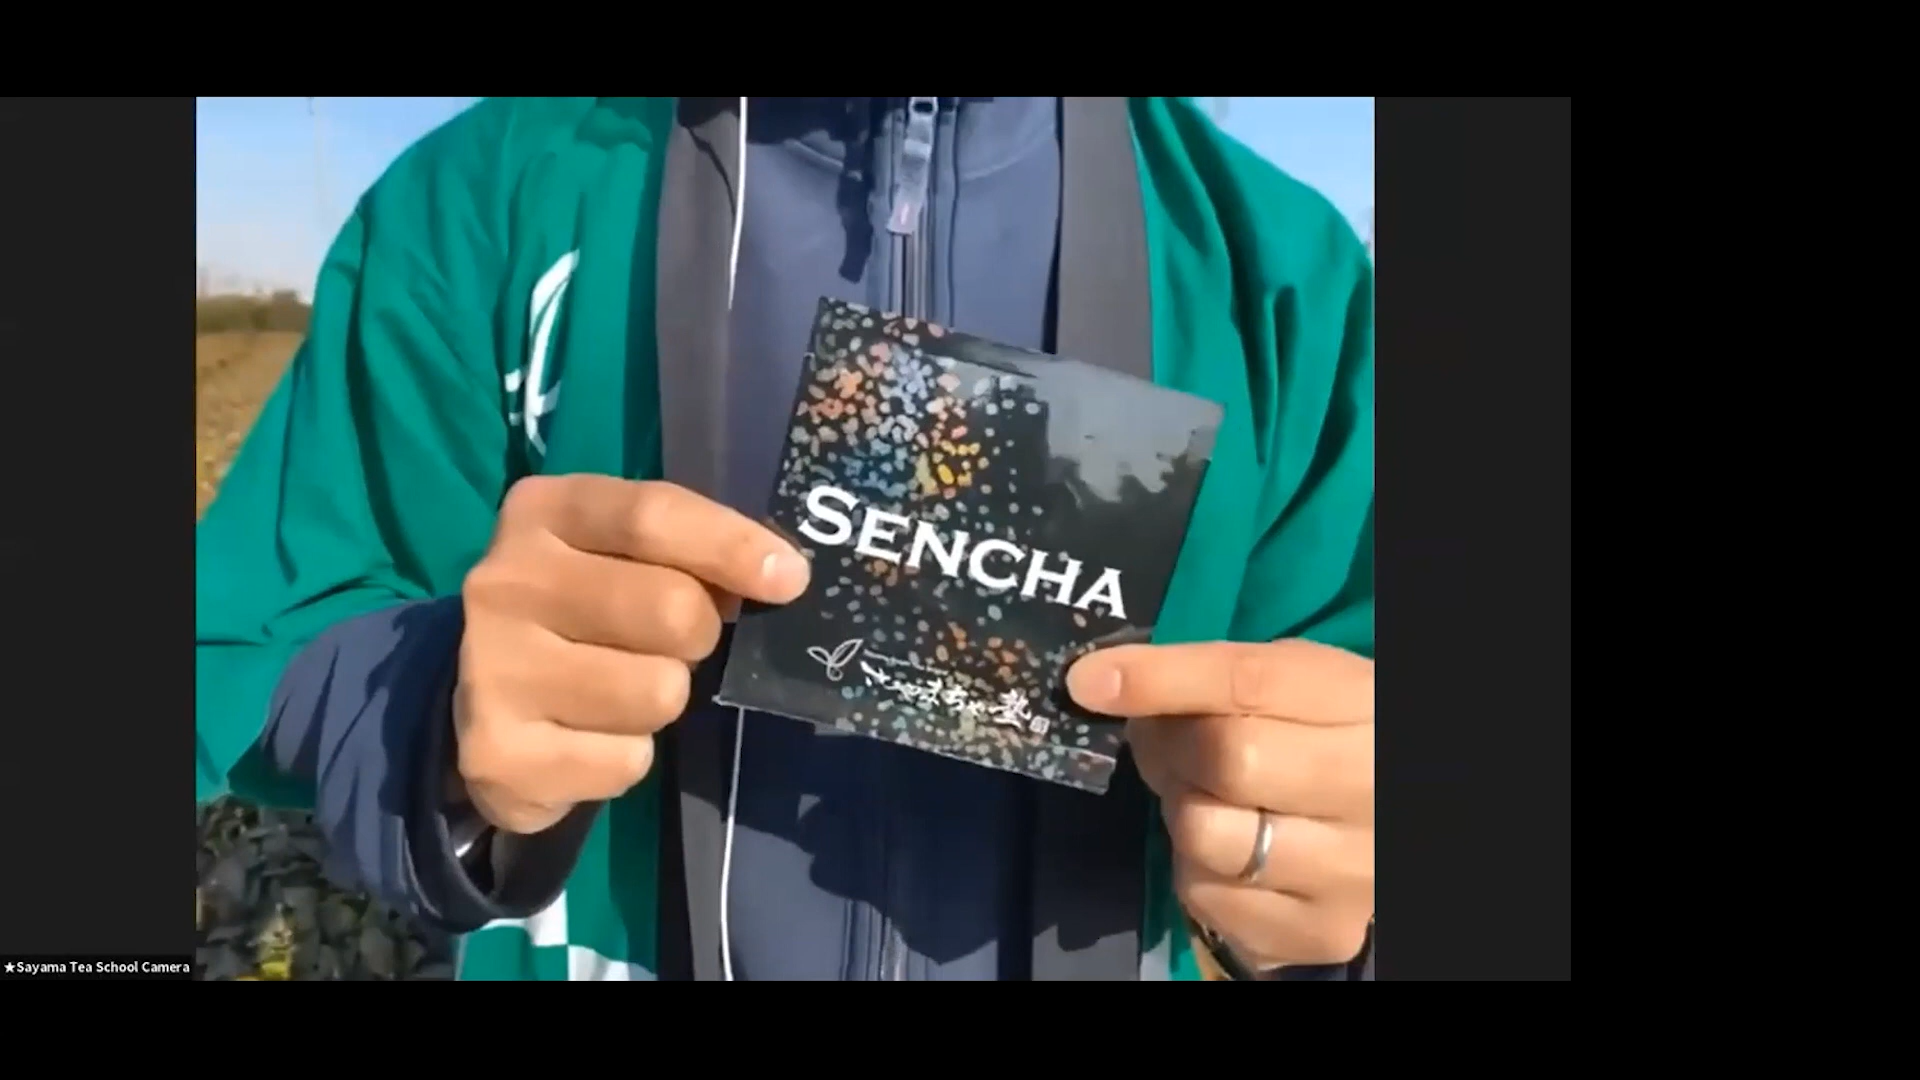 SENCHA
さやまちゃ塾
★Sayama Tea School Camera